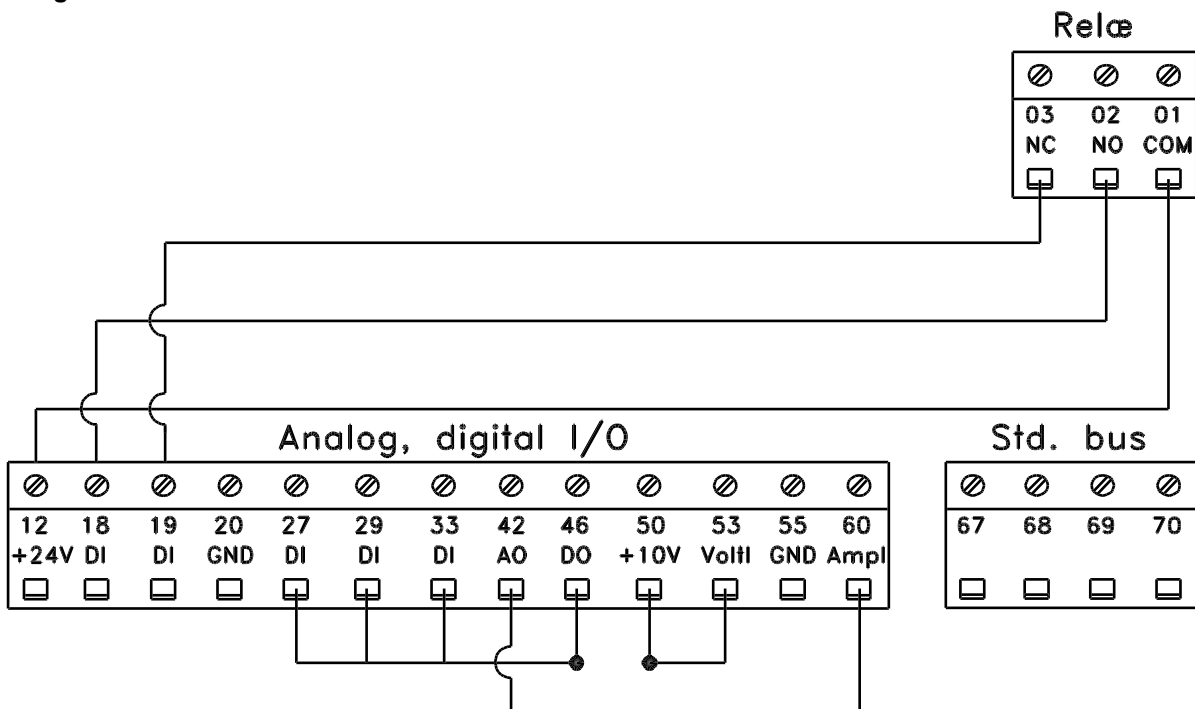 Relæ
03 02 01
NC NO COM
Analog, digital I/O
Std. bus
12 18 19 20 27 29 33 42 46 50 53 55 60
+24V DI DI GND DI DI DI AO DO +10V VoltI GND AmpI
67 68 69 70